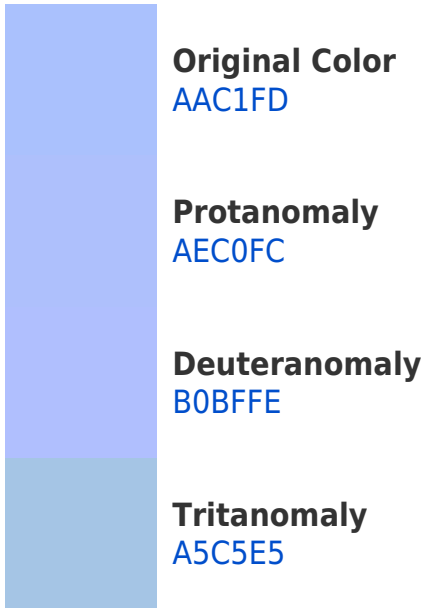 Original Color
AAC1FD
Protanomaly
AEC0FC
Deuteranomaly
B0BFFE
Tritanomaly
A5C5E5